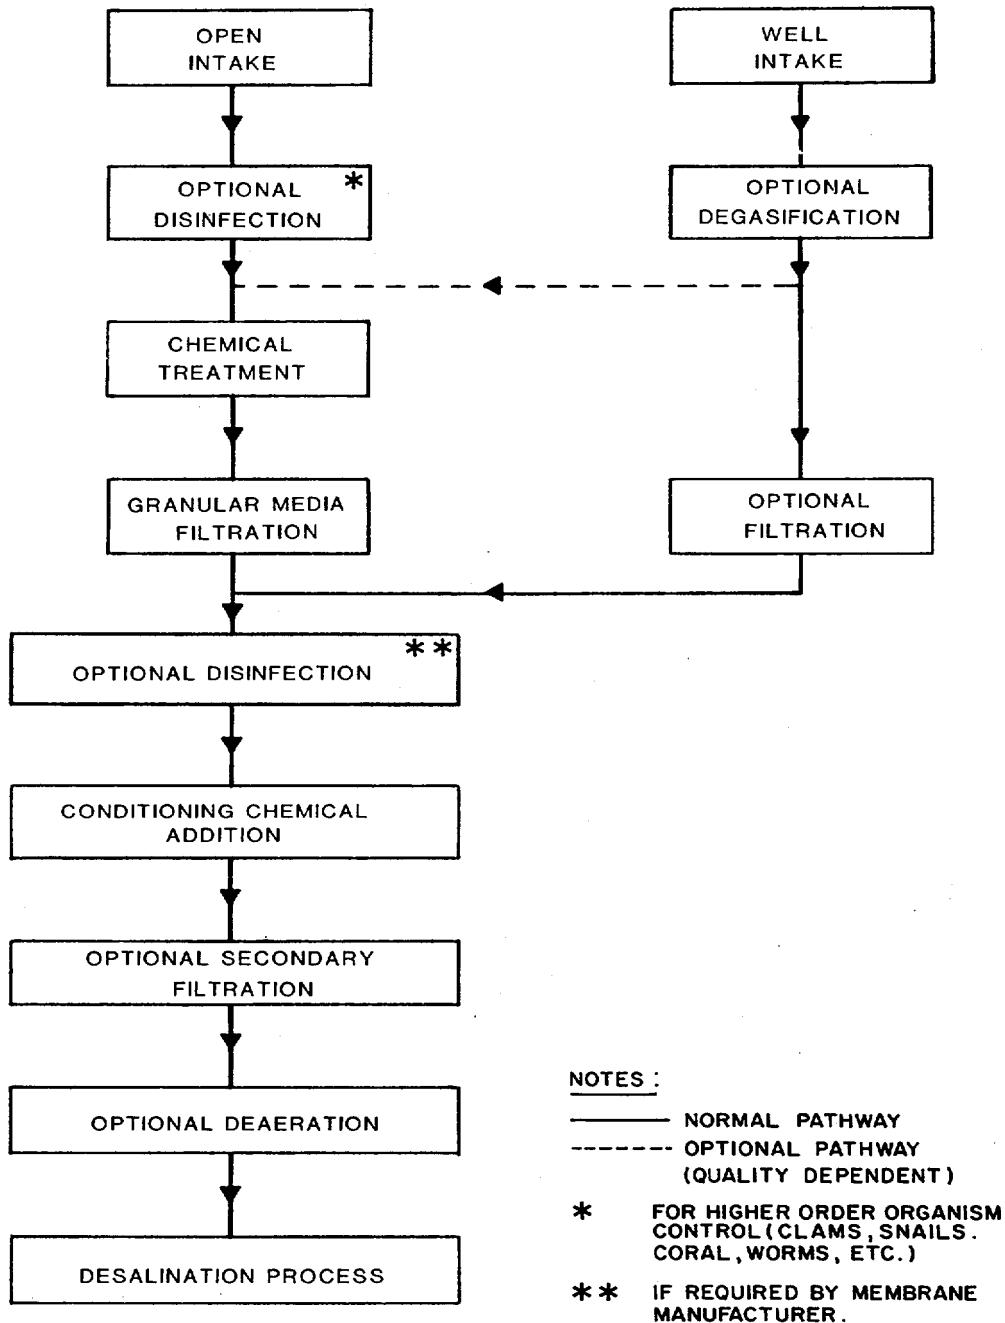 OPEN
INTAKE
WELL
INTAKE
OPTIONAL *
DISINFECTION
OPTIONAL
DEGASIFICATION
CHEMICAL
TREATMENT
GRANULAR MEDIA
FILTRATION
OPTIONAL
FILTRATION
* *
OPTIONAL DISINFECTION
CONDITIONING CHEMICAL
ADDITION
OPTIONAL SECONDARY
FILTRATION
OPTIONAL DEAERATION
DESALINATION PROCESS
NOTES :
NORMAL PATHWAY
OPTIONAL PATHWAY
(QUALITY DEPENDENT)
* FOR HIGHER ORDER ORGANISM
CONTROL (CLAMS, SNAILS.
CORAL, WORMS, ETC.)
* * IF REQUIRED BY MEMBRANE
MANUFACTURER.